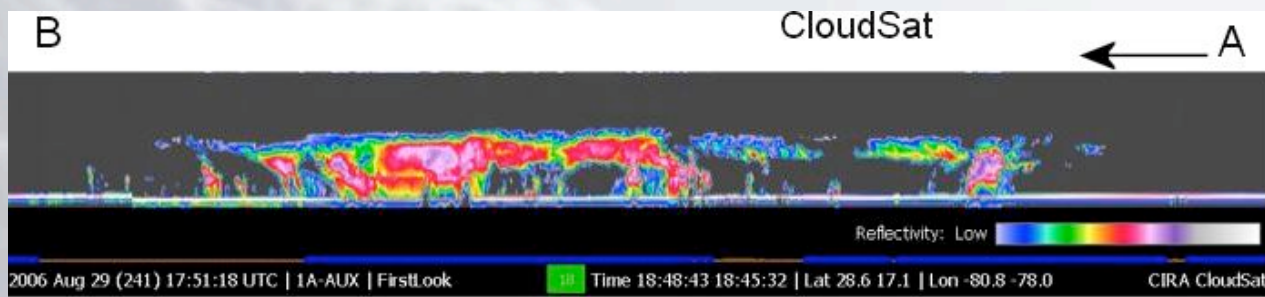 B
CloudSat
A
Reflectivity: Low
2006 Aug 29 (241) 17:51:18 UTC | 1A-AUX | FirstLook 18 Time 18:48:43 18:45:32 | Lat 28.6 17.1 | Lon -80.8 -78.0 CIRA CloudSat